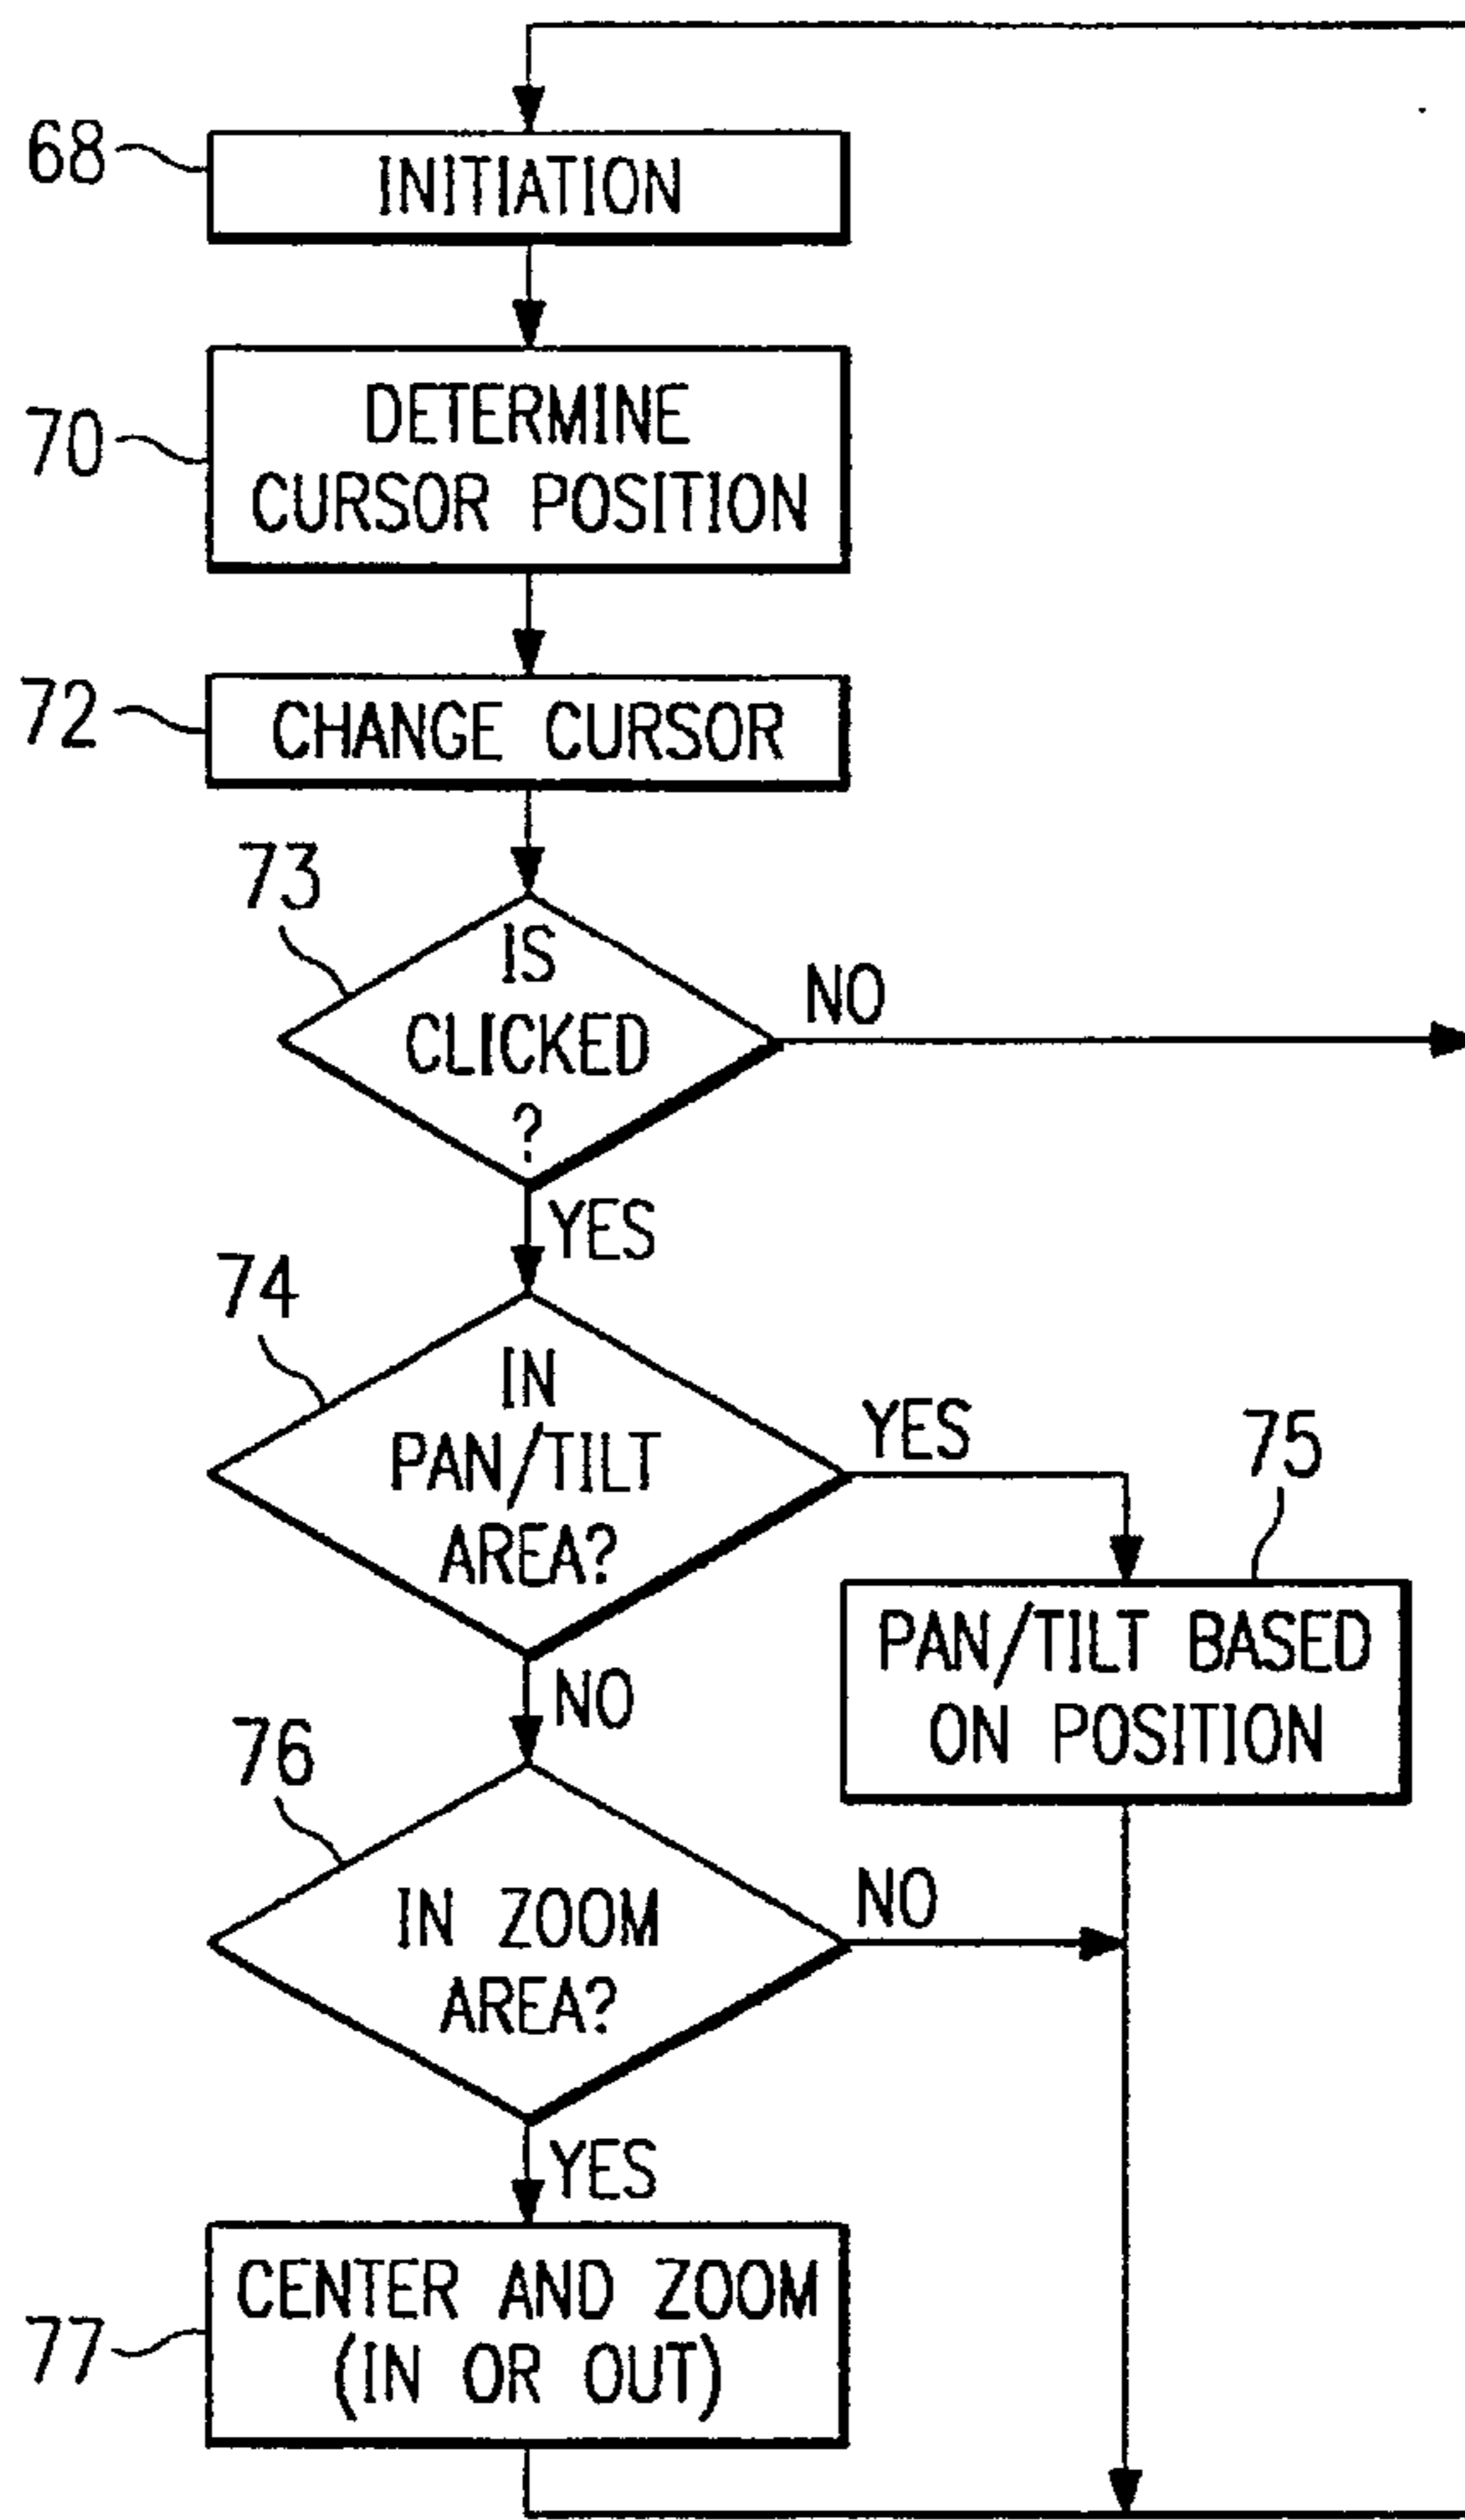 68
INITIATION
70
DETERMINE
CURSOR POSITION
72
CHANGE CURSOR
73
IS
CLICKED
?
NO
YES
74
IN
PAN/TILT
AREA?
YES
75
PAN/TILT BASED
ON POSITION
NO
76
IN ZOOM
AREA?
NO
YES
77
CENTER AND ZOOM
(IN OR OUT)